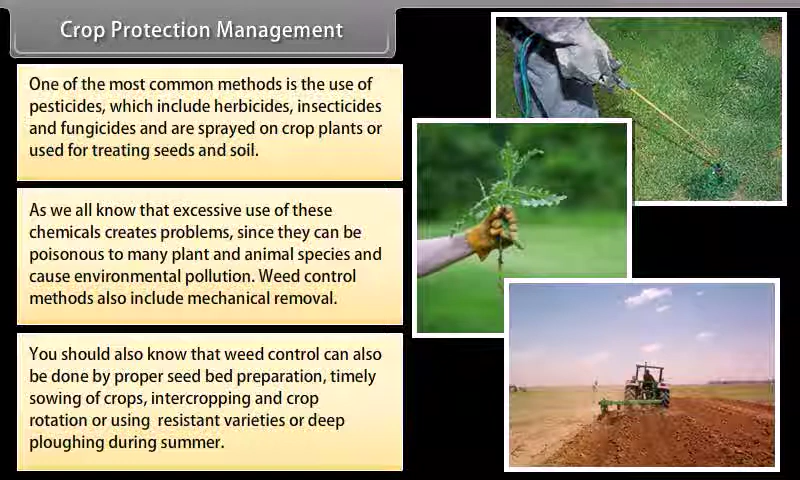 Crop Protection Management
One of the most common methods is the use of
pesticides, which include herbicides, insecticides
and fungicides and are sprayed on crop plants or
used for treating seeds and soil.
As we all know that excessive use of these
chemicals creates problems, since they can be
poisonous to many plant and animal species and
cause environmental pollution. Weed control
methods also include mechanical removal.
You should also know that weed control can also
be done by proper seed bed preparation, timely
sowing of crops, intercropping and crop
rotation or using resistant varieties or deep
ploughing during summer.